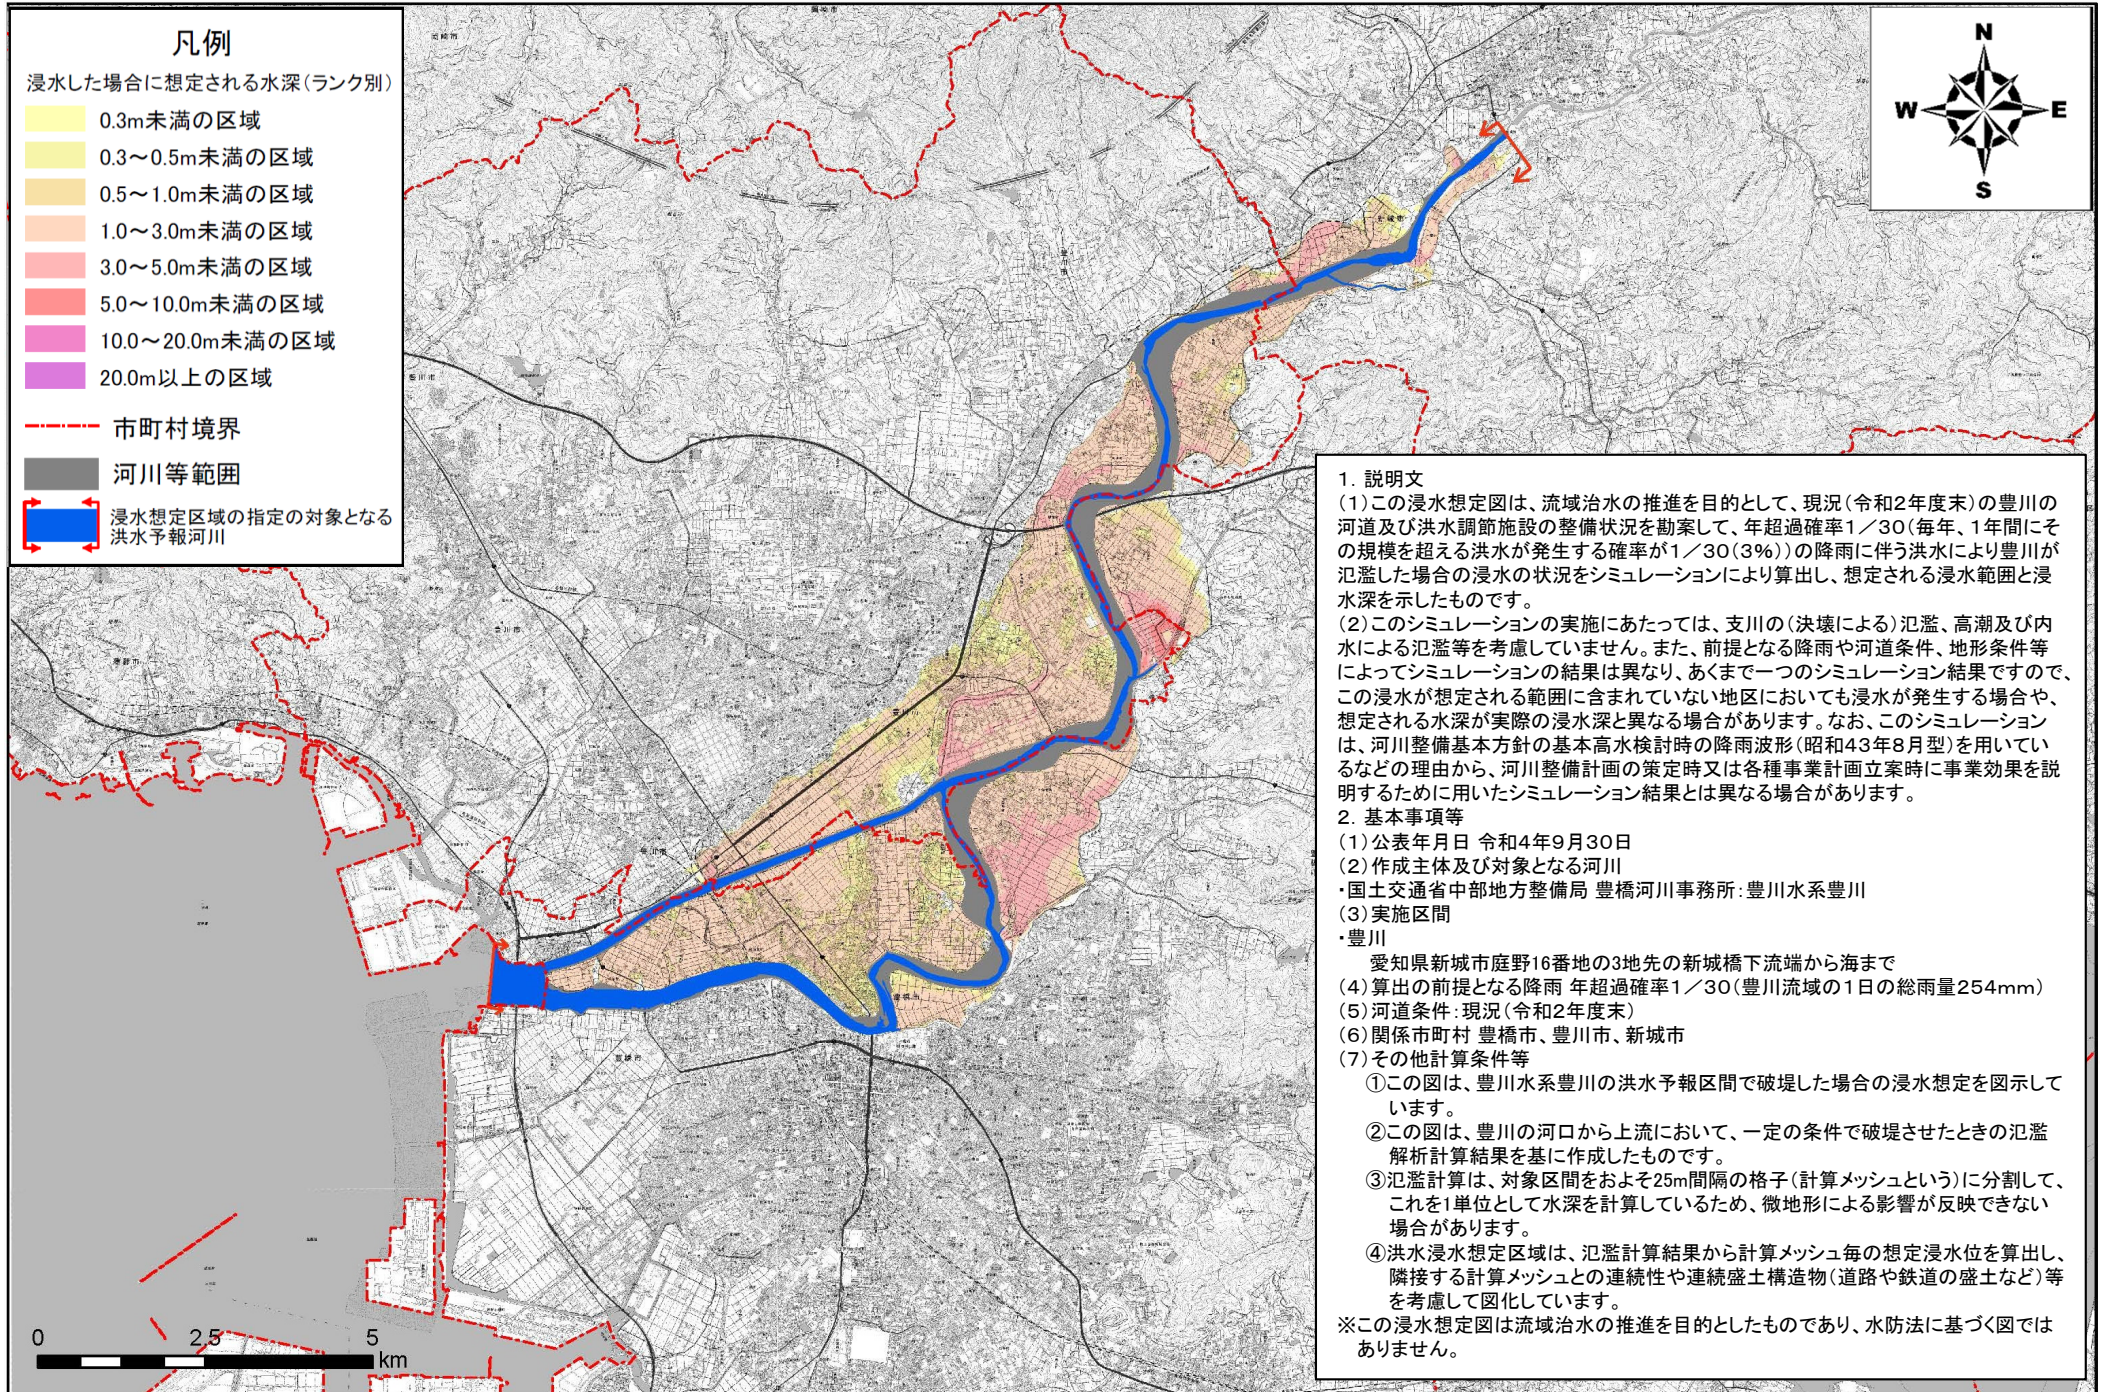 凡例
浸水した場合に想定される水深(ランク別)
0.3m未満の区域
0.3～0.5m未満の区域
0.5～1.0m未満の区域
1.0～3.0m未満の区域
3.0～5.0m未満の区域
5.0～10.0m未満の区域
10.0～20.0m未満の区域
20.0m以上の区域
市町村境界
河川等範囲
浸水想定区域の指定の対象となる
洪水予報河川
N
W
E
S
豊川市
豊川市
豊川市
豊橋市
豊橋市
新城市
1. 説明文
(1)この浸水想定図は、流域治水の推進を目的として、現況(令和2年度末)の豊川の
河道及び洪水調節施設の整備状況を勘案して、年超過確率1／30(毎年、1年間にそ
の規模を超える洪水が発生する確率が1／30(3%))の降雨に伴う洪水により豊川が
氾濫した場合の浸水の状況をシミュレーションにより算出し、想定される浸水範囲と浸
水深を示したものです。
(2)このシミュレーションの実施にあたっては、支川の(決壊による)氾濫、高潮及び内
水による氾濫等を考慮していません。また、前提となる降雨や河道条件、地形条件等
によってシミュレーションの結果は異なり、あくまで一つのシミュレーション結果ですので、
この浸水が想定される範囲に含まれていない地区においても浸水が発生する場合や、
想定される水深が実際の浸水深と異なる場合があります。なお、このシミュレーション
は、河川整備基本方針の基本高水検討時の降雨波形(昭和43年8月型)を用いてい
るなどの理由から、河川整備計画の策定時又は各種事業計画立案時に事業効果を説
明するために用いたシミュレーション結果とは異なる場合があります。
2. 基本事項等
(1)公表年月日 令和4年9月30日
(2)作成主体及び対象となる河川
・国土交通省中部地方整備局 豊橋河川事務所：豊川水系豊川
(3)実施区間
・豊川
愛知県新城市庭野16番地の3地先の新城橋下流端から海まで
(4)算出の前提となる降雨 年超過確率1／30(豊川流域の1日の総雨量254mm)
(5)河道条件：現況(令和2年度末)
(6)関係市町村 豊橋市、豊川市、新城市
(7)その他計算条件等
①この図は、豊川水系豊川の洪水予報区間で破堤した場合の浸水想定を図示して
います。
②この図は、豊川の河口から上流において、一定の条件で破堤させたときの氾濫
解析計算結果を基に作成したものです。
③氾濫計算は、対象区間をおよそ25m間隔の格子(計算メッシュという)に分割して、
これを1単位として水深を計算しているため、微地形による影響が反映できない
場合があります。
④洪水浸水想定区域は、氾濫計算結果から計算メッシュ毎の想定浸水位を算出し、
隣接する計算メッシュとの連続性や連続盛土構造物(道路や鉄道の盛土など)等
を考慮して図化しています。
※この浸水想定図は流域治水の推進を目的としたものであり、水防法に基づく図では
ありません。
0 2.5 5
km